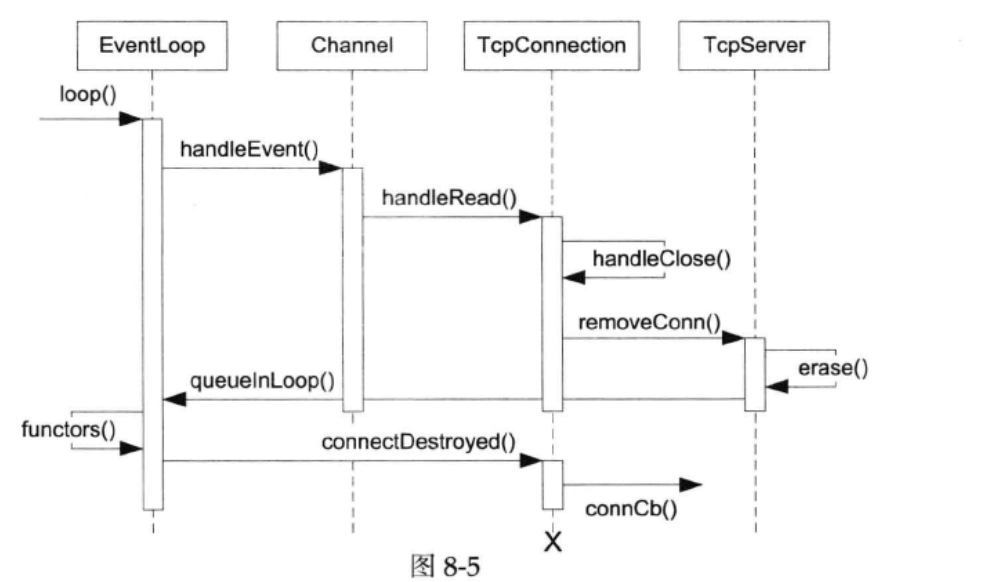 EventLoop
Channel
TcpConnection
TcpServer
loop()
handleEvent()
handleRead()
handleClose()
removeConn()
erase()
queueInLoop()
functors()
connectDestroyed()
connCb()
X
图 8-5